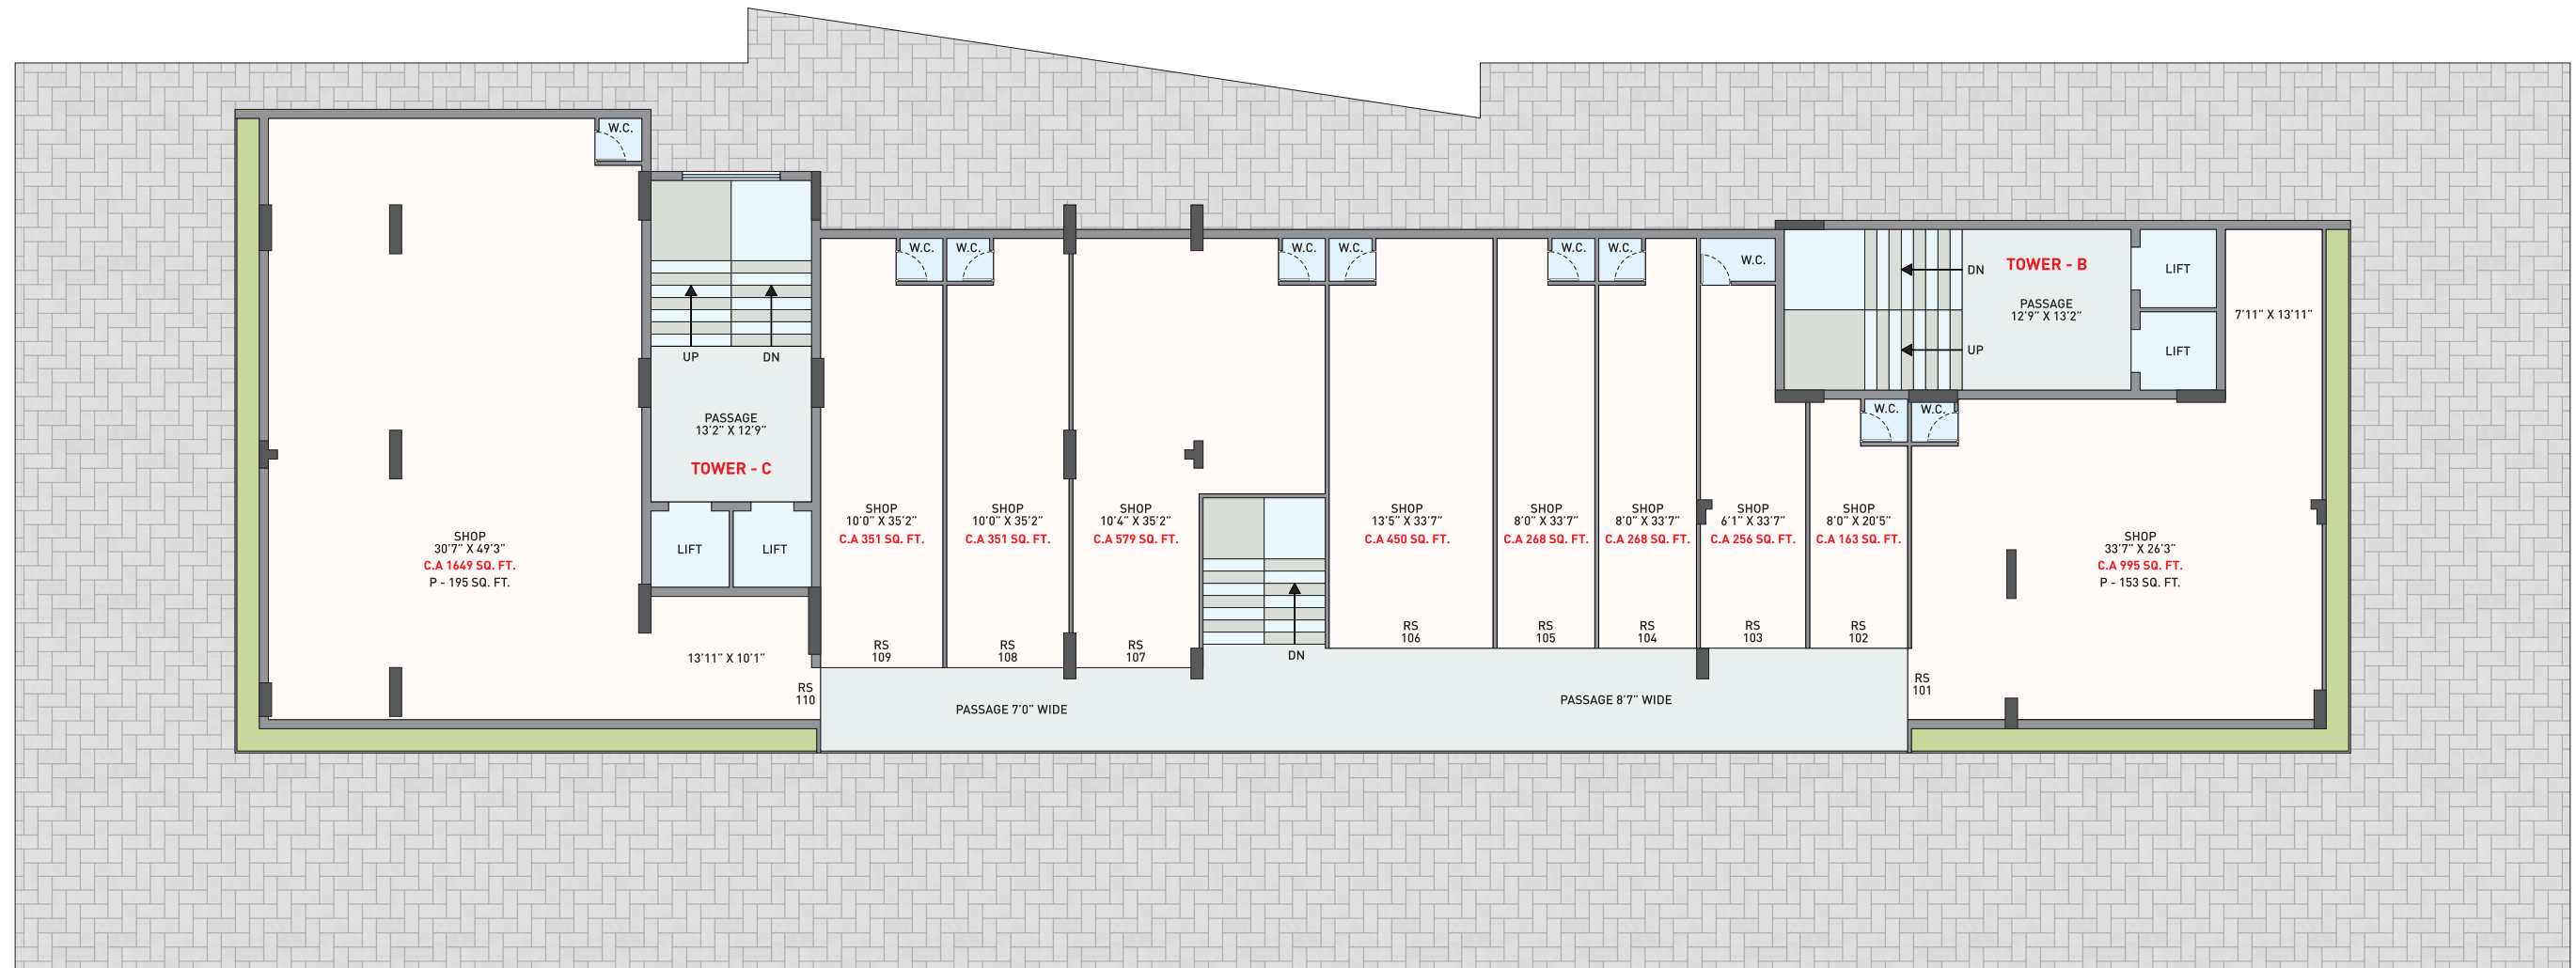 W.C.
SHOP
30'7" X 49'3"
C.A 1649 SQ. FT.
P - 195 SQ. FT.
UP
DN
PASSAGE
13'2" X 12'9"
TOWER - C
LIFT
LIFT
13'11" X 10'1"
RS
110
W.C.
SHOP
10'0" X 35'2"
C.A 351 SQ. FT.
RS
109
W.C.
SHOP
10'0" X 35'2"
C.A 351 SQ. FT.
RS
108
W.C.
SHOP
10'4" X 35'2"
C.A 579 SQ. FT.
RS
107
DN
W.C.
SHOP
13'5" X 33'7"
C.A 450 SQ. FT.
RS
106
W.C.
SHOP
8'0" X 33'7"
C.A 268 SQ. FT.
RS
105
W.C.
SHOP
8'0" X 33'7"
C.A 268 SQ. FT.
RS
104
W.C.
SHOP
6'1" X 33'7"
C.A 256 SQ. FT.
RS
103
W.C.
SHOP
8'0" X 20'5"
C.A 163 SQ. FT.
RS
102
PASSAGE 7'0" WIDE
PASSAGE 8'7" WIDE
DN
UP
TOWER - B
PASSAGE
12'9" X 13'2"
LIFT
LIFT
7'11" X 13'11"
W.C.
SHOP
33'7" X 26'3"
C.A 995 SQ. FT.
P - 153 SQ. FT.
RS
101